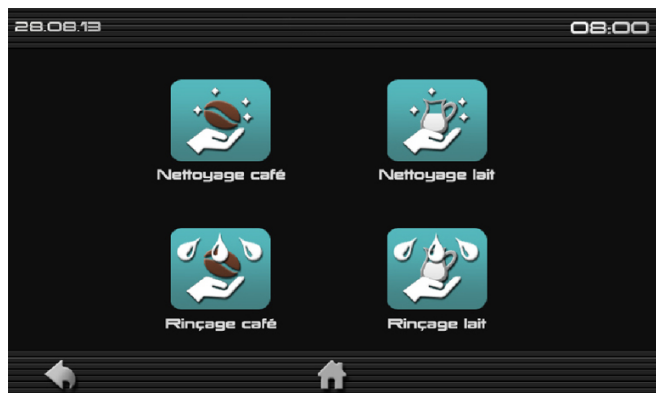 28.08.13
08:00
Nettoyage café
Nettoyage lait
Rinçage café
Rinçage lait